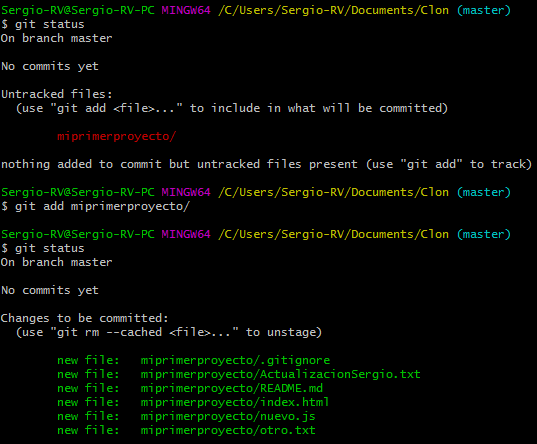 Sergio-RV@Sergio-RV-PC MINGW64 /C/Users/Sergio-RV/Documents/Clon (master)
$ git status
On branch master
No commits yet
Untracked files:
(use "git add <file>..." to include in what will be committed)
miprimerproyecto/
nothing added to commit but untracked files present (use "git add" to track)
Sergio-RV@Sergio-RV-PC MINGW64 /C/Users/Sergio-RV/Documents/Clon (master)
$ git add miprimerproyecto/
Sergio-RV@Sergio-RV-PC MINGW64 /C/Users/Sergio-RV/Documents/Clon (master)
$ git status
On branch master
No commits yet
Changes to be committed:
(use "git rm --cached <file>..." to unstage)
new file: miprimerproyecto/.gitignore
new file: miprimerproyecto/ActualizacionSergio.txt
new file: miprimerproyecto/README.md
new file: miprimerproyecto/index.html
new file: miprimerproyecto/nuevo.js
new file: miprimerproyecto/otro.txt